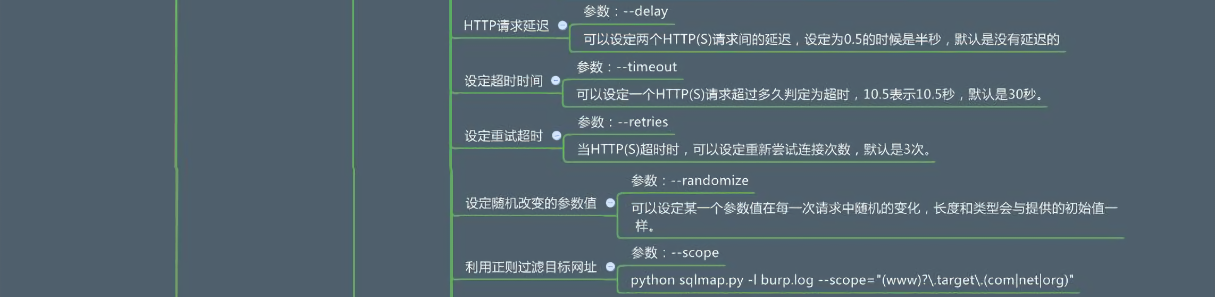 HTTP请求延迟
参数：--delay
可以设定两个HTTP(S)请求间的延迟，设定为0.5的时候是半秒，默认是没有延迟的
设定超时时间
参数：--timeout
可以设定一个HTTP(S)请求超过多久判定为超时，10.5表示10.5秒，默认是30秒。
设定重试超时
参数：--retries
当HTTP(S)超时时，可以设定重新尝试连接次数，默认是3次。
设定随机改变的参数值
参数：--randomize
可以设定某一个参数值在每一次请求中随机的变化，长度和类型会与提供的初始值一
样。
利用正则过滤目标网址
参数：--scope
python sqlmap.py -l burp.log --scope="(www)?\.target\.(com|net|org)"